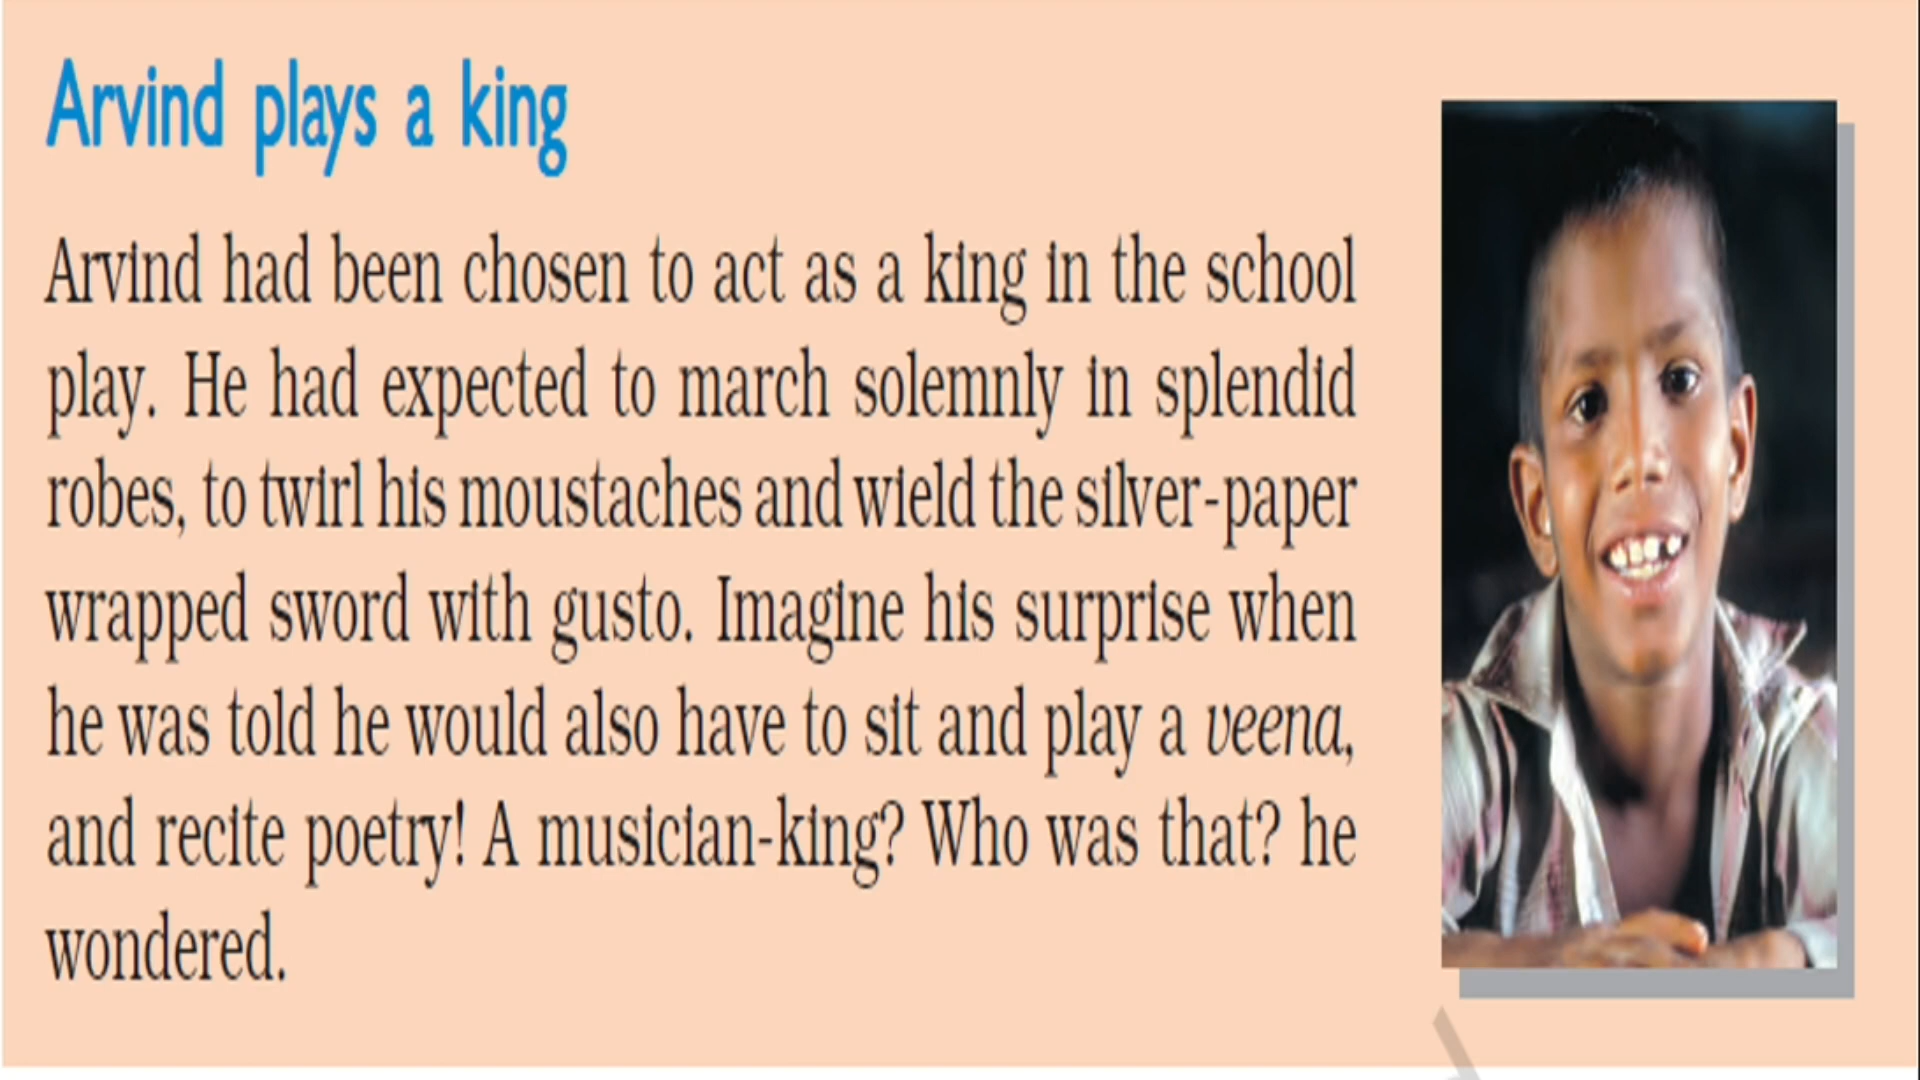 Arvind plays a king
Arvind had been chosen to act as a king in the school
play. He had expected to march solemnly in splendid
robes, to twirl his moustaches and wield the silver-paper
wrapped sword with gusto. Imagine his surprise when
he was told he would also have to sit and play a veena,
and recite poetry! A musician-king? Who was that? he
wondered.